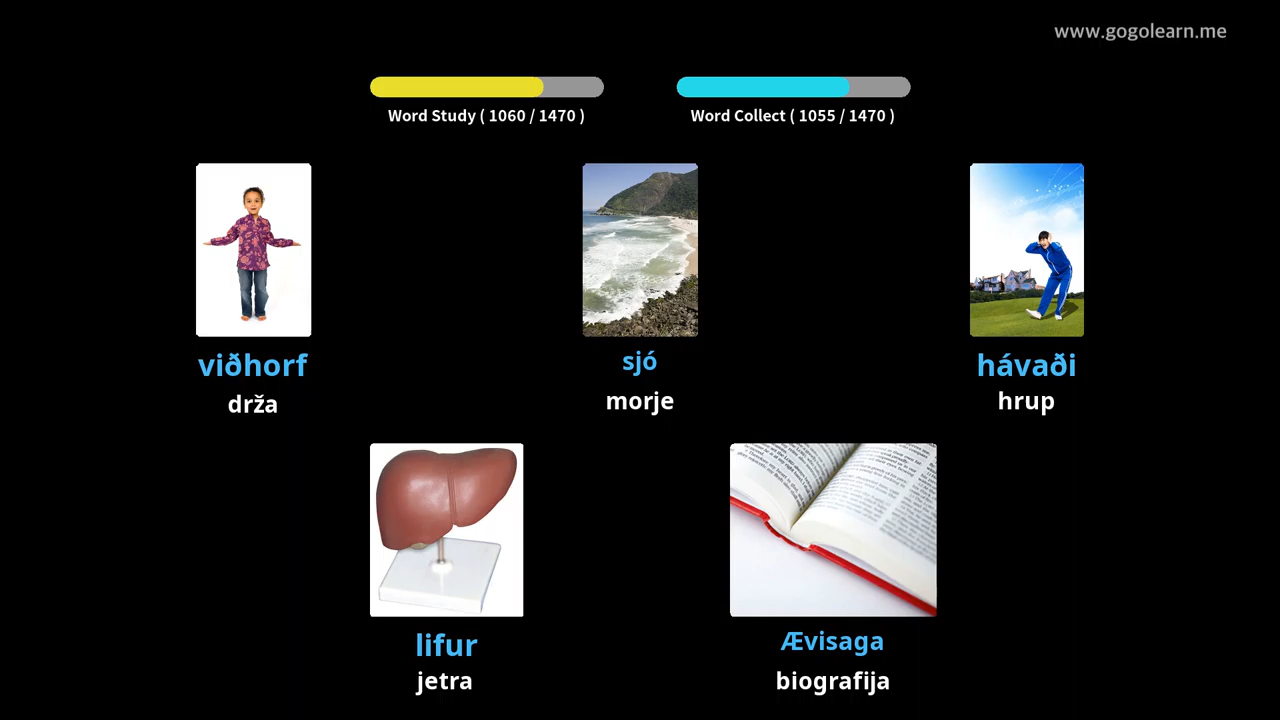 www.gogolearn.me
Word Study ( 1060 / 1470 )
Word Collect ( 1055 / 1470 )
viðhorf
drža
sjó
morje
hávaði
hrup
lifur
jetra
Ævisaga
biografija